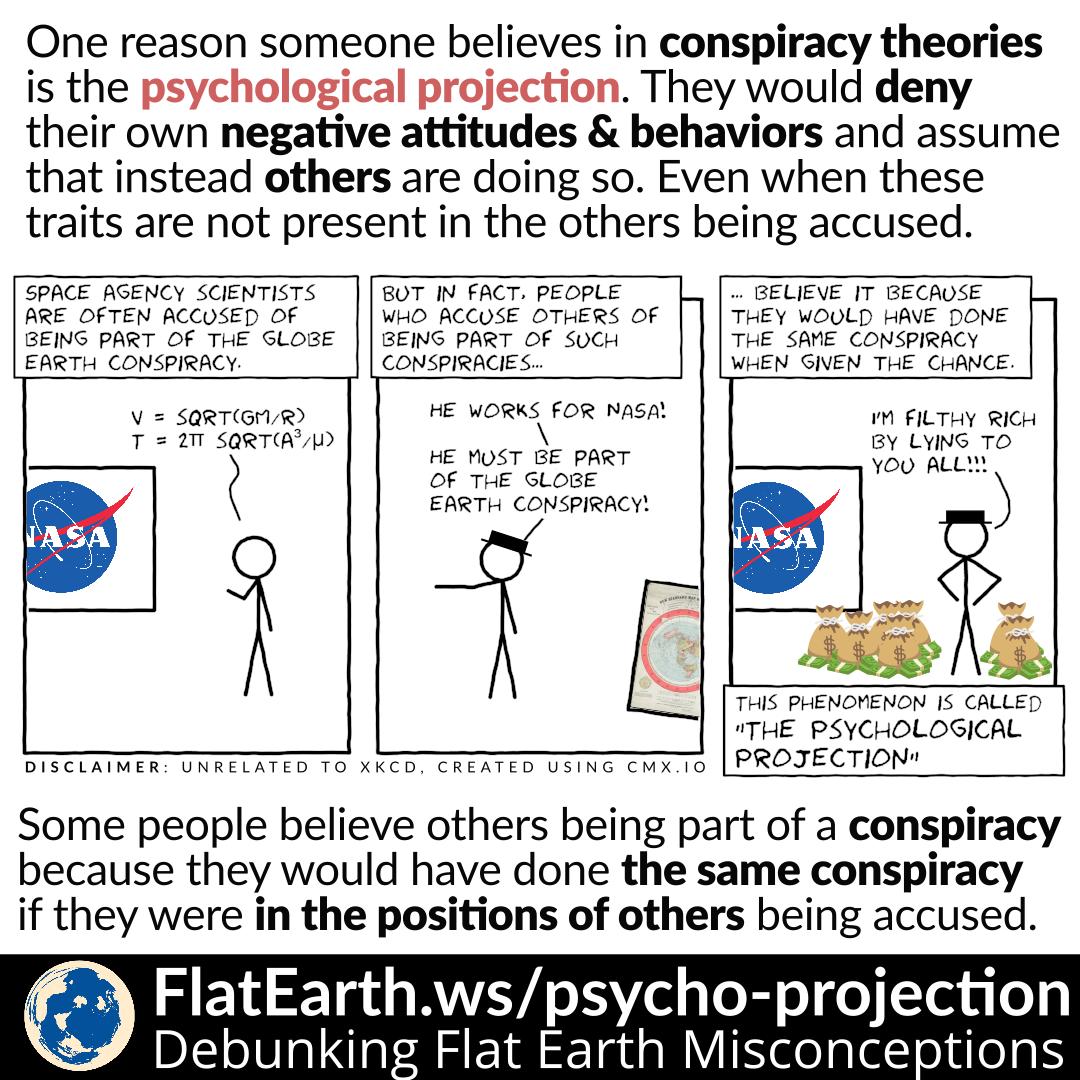 One reason someone believes in conspiracy theories
is the psychological projection. They would deny
their own negative attitudes & behaviors and assume
that instead others are doing so. Even when these
traits are not present in the others being accused.
SPACE AGENCY SCIENTISTS
ARE OFTEN ACCUSED OF
BEING PART OF THE GLOBE
EARTH CONSPIRACY.
V = SQRT(GM/R)
T = 2π SQRT(A³/μ)
NASA
BUT IN FACT, PEOPLE
WHO ACCUSE OTHERS OF
BEING PART OF SUCH
CONSPIRACIES...
HE WORKS FOR NASA!
HE MUST BE PART
OF THE GLOBE
EARTH CONSPIRACY!
... BELIEVE IT BECAUSE
THEY WOULD HAVE DONE
THE SAME CONSPIRACY
WHEN GIVEN THE CHANCE.
I'M FILTHY RICH
BY LYING TO
YOU ALL!!!
NASA
$ $ $ $
THIS PHENOMENON IS CALLED
"THE PSYCHOLOGICAL
PROJECTION"
DISCLAIMER: UNRELATED TO XKCD, CREATED USING CMX.IO
Some people believe others being part of a conspiracy
because they would have done the same conspiracy
if they were in the positions of others being accused.
FlatEarth.ws/psycho-projection
Debunking Flat Earth Misconceptions